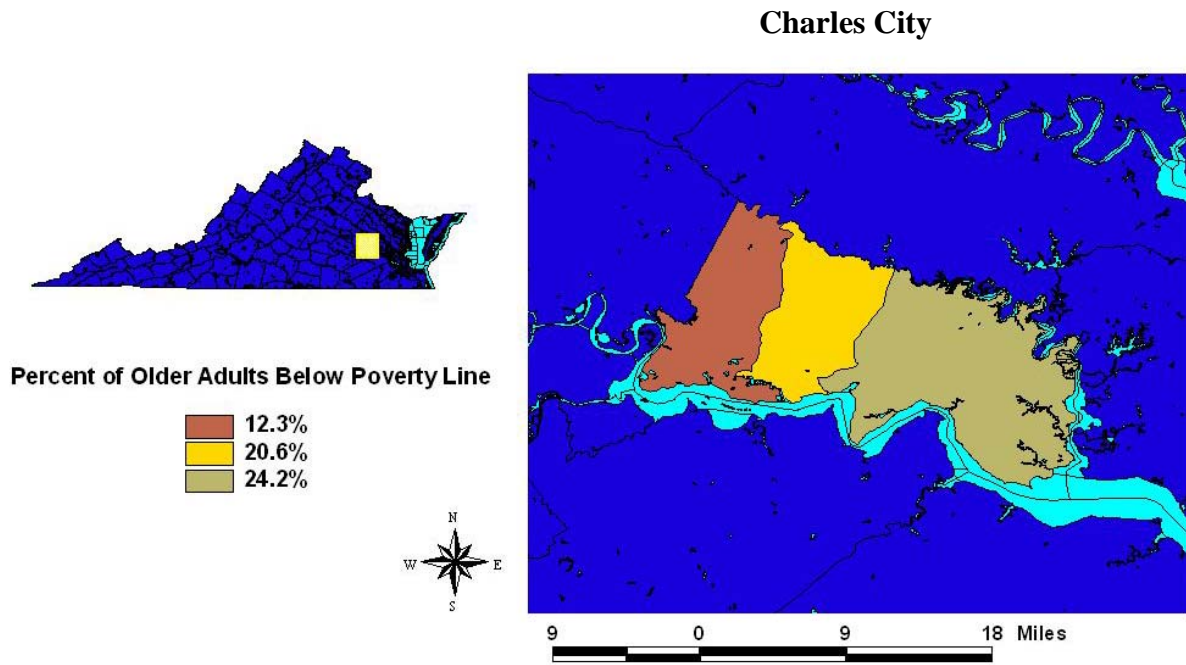 Charles City
Percent of Older Adults Below Poverty Line
12.3%
20.6%
24.2%
N
W E
S
9 0 9 18 Miles